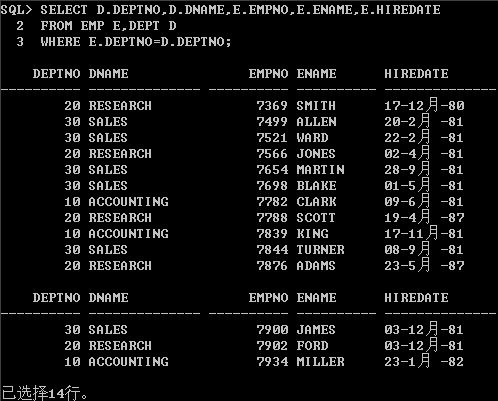 SQL> SELECT D.DEPTNO,D.DNAME,E.EMPNO,E.ENAME,E.HIREDATE
  2  FROM EMP E,DEPT D
  3  WHERE E.DEPTNO=D.DEPTNO;
    DEPTNO DNAME               EMPNO ENAME      HIREDATE
---------- -------------- ---------- ---------- --------------
        20 RESEARCH             7369 SMITH      17-12月-80
        30 SALES                7499 ALLEN      20-2月 -81
        30 SALES                7521 WARD       22-2月 -81
        20 RESEARCH             7566 JONES      02-4月 -81
        30 SALES                7654 MARTIN     28-9月 -81
        30 SALES                7698 BLAKE      01-5月 -81
        10 ACCOUNTING           7782 CLARK      09-6月 -81
        20 RESEARCH             7788 SCOTT      19-4月 -87
        10 ACCOUNTING           7839 KING       17-11月-81
        30 SALES                7844 TURNER     08-9月 -81
        20 RESEARCH             7876 ADAMS      23-5月 -87
    DEPTNO DNAME               EMPNO ENAME      HIREDATE
---------- -------------- ---------- ---------- --------------
        30 SALES                7900 JAMES      03-12月-81
        20 RESEARCH             7902 FORD       03-12月-81
        10 ACCOUNTING           7934 MILLER     23-1月 -82
已选择14行。